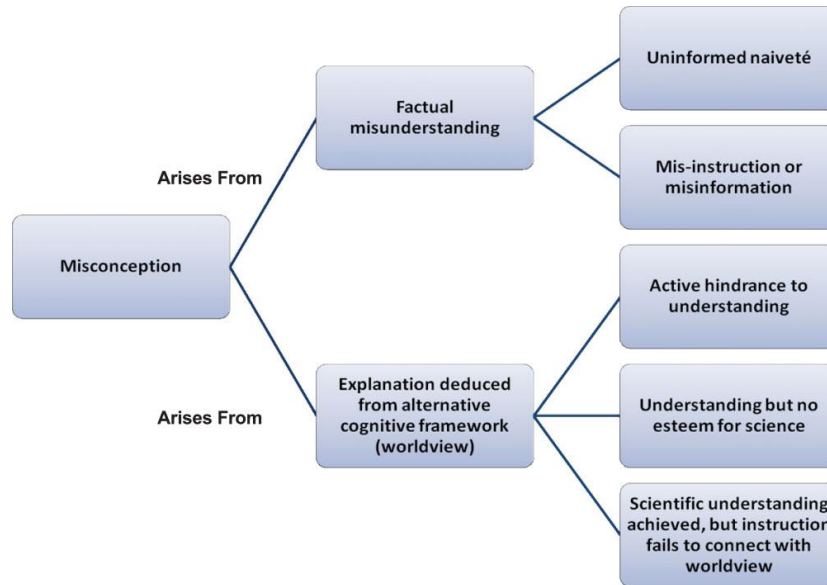 Uninformed naiveté
Factual
misunderstanding
Mis-instruction or
misinformation
Arises From
Misconception
Active hindrance to
understanding
Explanation deduced
from alternative
cognitive framework
(worldview)
Arises From
Understanding but no
esteem for science
Scientific understanding
achieved, but instruction
fails to connect with
worldview